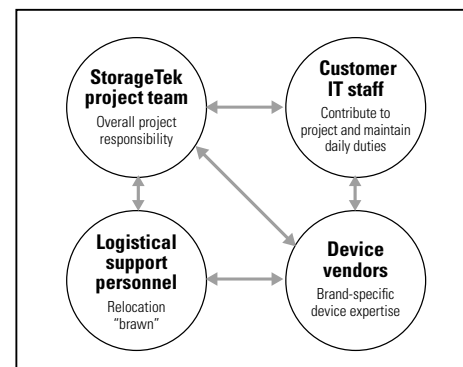 StorageTek
project team
Overall project
responsibility
Customer
IT staff
Contribute to
project and maintain
daily duties
Logistical
support
personnel
Relocation
“brawn”
Device
vendors
Brand-specific
device expertise